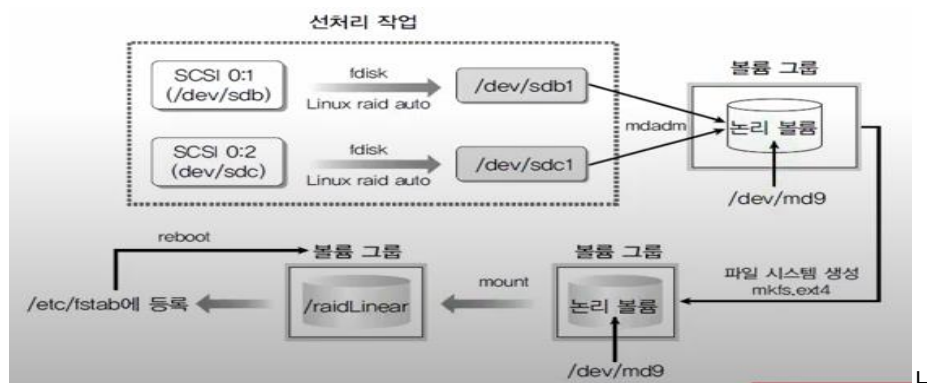 선처리 작업
SCSI 0:1
(/dev/sdb)
fdisk
Linux raid auto
/dev/sdb1
SCSI 0:2
(dev/sdc)
fdisk
Linux raid auto
/dev/sdc1
mdadm
볼륨 그룹
논리 볼륨
/dev/md9
파일 시스템 생성
mkfs.ext4
볼륨 그룹
논리 볼륨
/dev/md9
mount
볼륨 그룹
/raidLinear
/etc/fstab에 등록
reboot